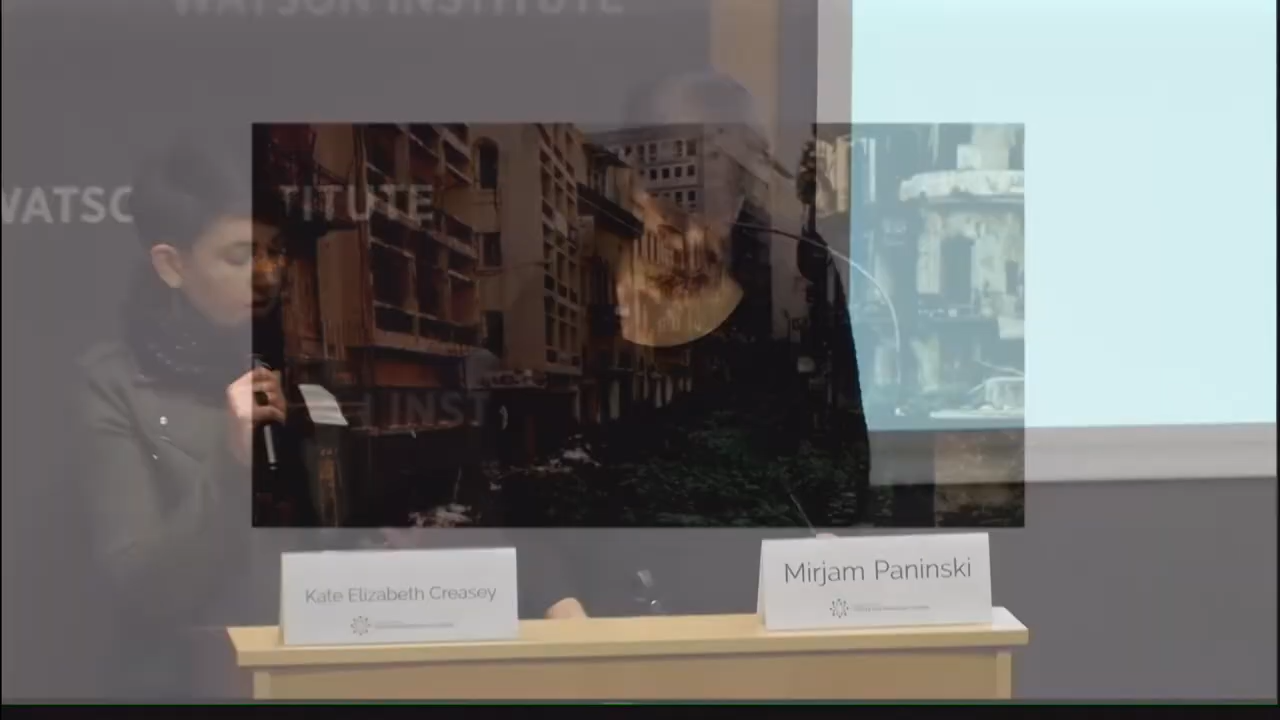 WATSON INSTITUTE
WATSO
TITUTE
INST
Kate Elizabeth Creasey
Mirjam Paninski